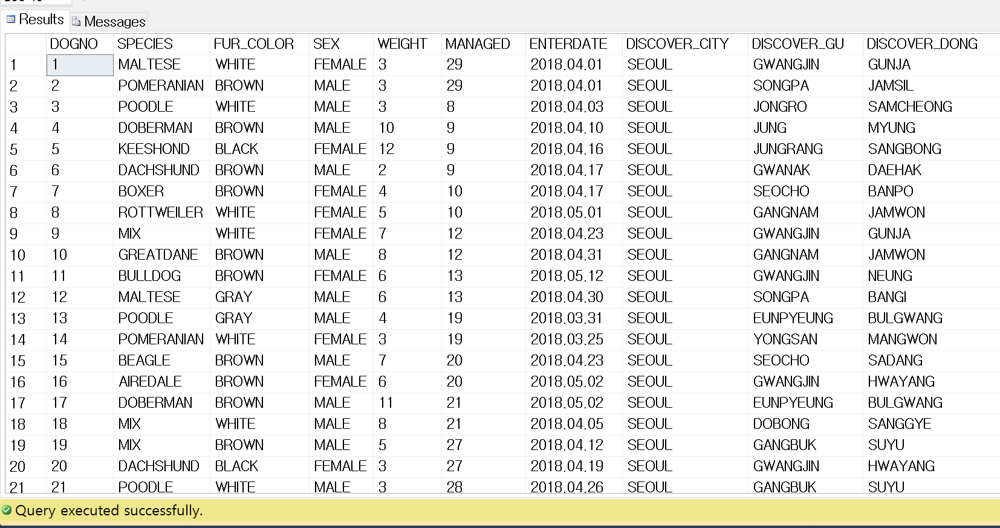 Results Messages
DOGNO SPECIES FUR_COLOR SEX WEIGHT MANAGED ENTERDATE DISCOVER_CITY DISCOVER_GU DISCOVER_DONG
1 1 MALTESE WHITE FEMALE 3 29 2018.04.01 SEOUL GWANGJIN GUNJA
2 2 POMERANIAN BROWN MALE 3 29 2018.04.01 SEOUL SONGPA JAMSIL
3 3 POODLE WHITE MALE 3 8 2018.04.03 SEOUL JONGRO SAMCHEONG
4 4 DOBERMAN BROWN MALE 10 9 2018.04.10 SEOUL JUNG MYUNG
5 5 KEESHOND BLACK FEMALE 12 9 2018.04.16 SEOUL JUNGRANG SANGBONG
6 6 DACHSHUND BROWN MALE 2 9 2018.04.17 SEOUL GWANAK DAEHAK
7 7 BOXER BROWN FEMALE 4 10 2018.04.17 SEOUL SEOCHO BANPO
8 8 ROTTWEILER WHITE FEMALE 5 10 2018.05.01 SEOUL GANGNAM JAMWON
9 9 MIX WHITE FEMALE 7 12 2018.04.23 SEOUL GWANGJIN GUNJA
10 10 GREATDANE BROWN MALE 8 12 2018.04.31 SEOUL GANGNAM JAMWON
11 11 BULLDOG BROWN FEMALE 6 13 2018.05.12 SEOUL GWANGJIN NEUNG
12 12 MALTESE GRAY MALE 6 13 2018.04.30 SEOUL SONGPA BANGI
13 13 POODLE GRAY MALE 4 19 2018.03.31 SEOUL EUNPYEUNG BULGWANG
14 14 POMERANIAN WHITE FEMALE 3 19 2018.03.25 SEOUL YONGSAN MANGWON
15 15 BEAGLE BROWN MALE 7 20 2018.04.23 SEOUL SEOCHO SADANG
16 16 AIREDALE BROWN FEMALE 6 20 2018.05.02 SEOUL GWANGJIN HWAYANG
17 17 DOBERMAN BROWN MALE 11 21 2018.05.02 SEOUL EUNPYEUNG BULGWANG
18 18 MIX WHITE MALE 8 21 2018.04.05 SEOUL DOBONG SANGGYE
19 19 MIX BROWN MALE 5 27 2018.04.12 SEOUL GANGBUK SUYU
20 20 DACHSHUND BLACK FEMALE 3 27 2018.04.19 SEOUL GWANGJIN HWAYANG
21 21 POODLE WHITE MALE 3 28 2018.04.26 SEOUL GANGBUK SUYU
Query executed successfully.